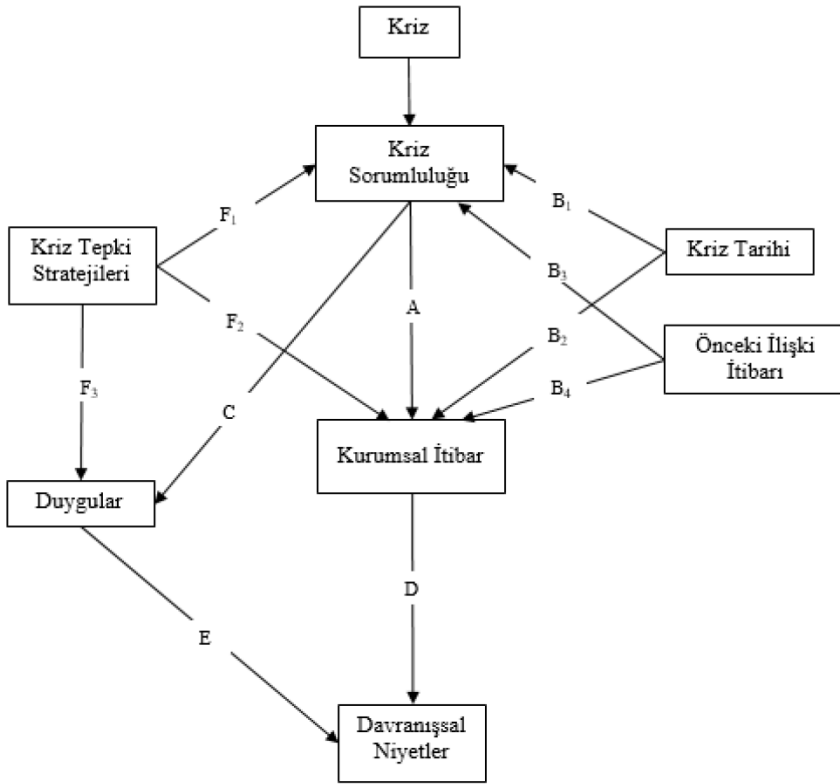 Kriz
Kriz
Sorumluluğu
F₁
B₁
Kriz Tepki
Stratejileri
Kriz Tarihi
B₃
F₂
A
B₂
Önceki İlişki
İtibarı
F₃
C
B₄
Kurumsal İtibar
Duygular
D
E
Davranışsal
Niyetler